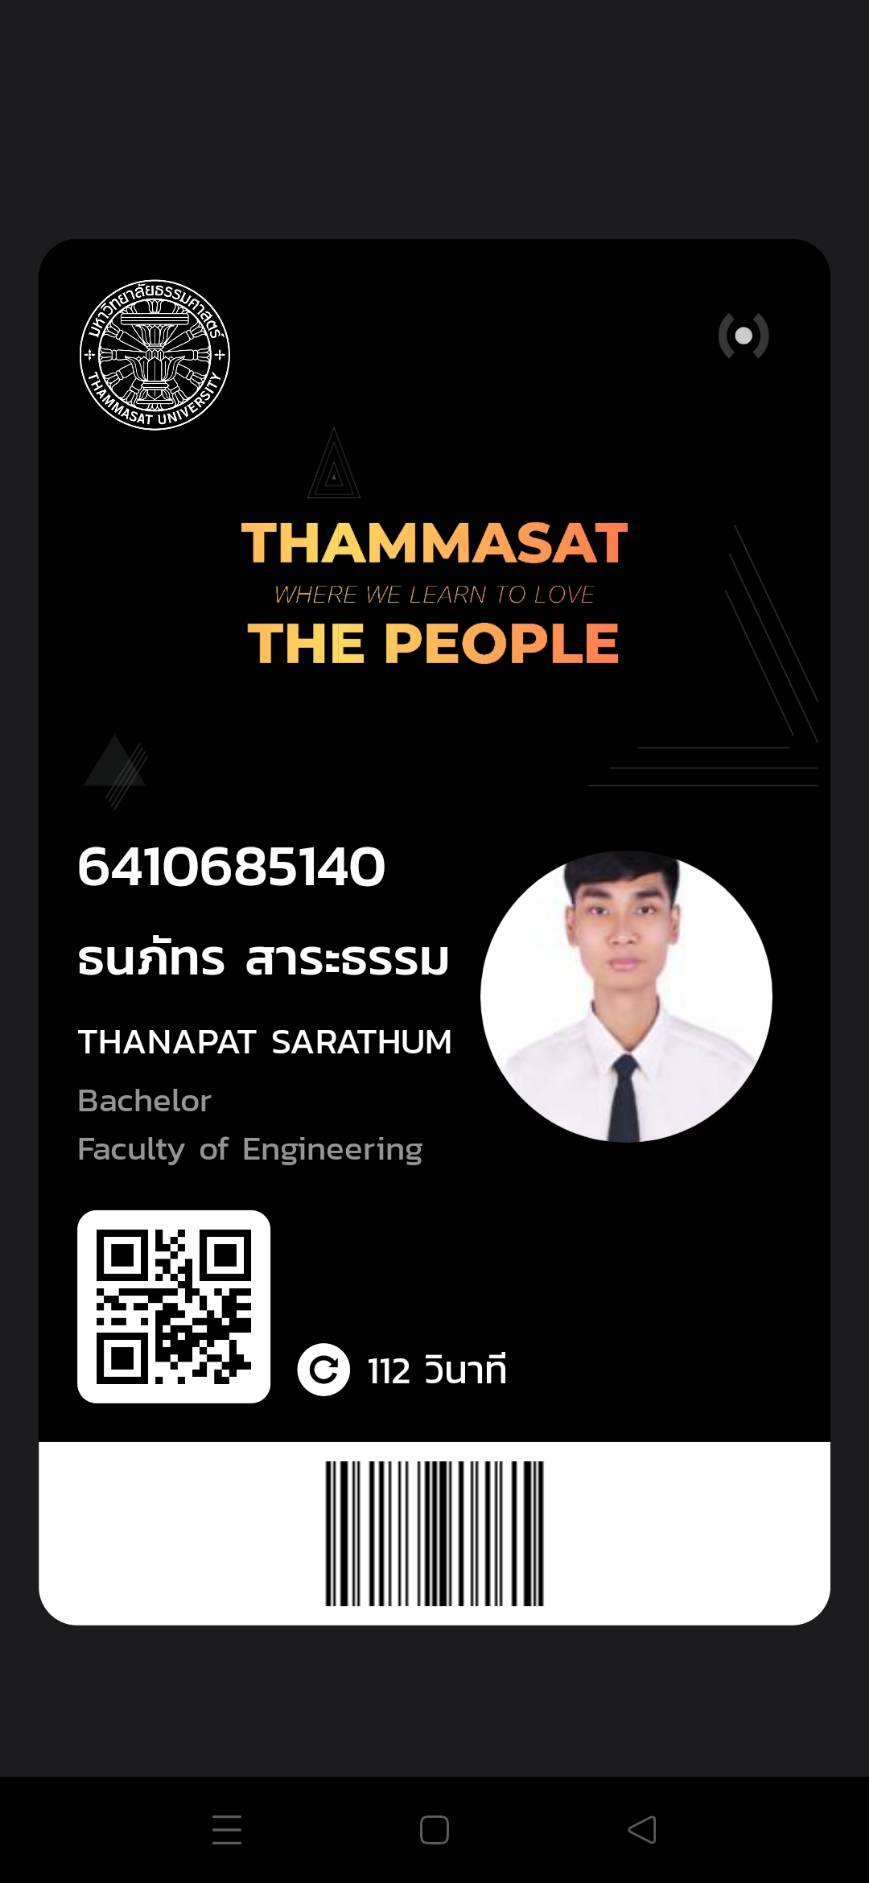 มหาวิทยาลัยธรรมศาสตร์
THAMMASAT UNIVERSITY
THAMMASAT
WHERE WE LEARN TO LOVE
THE PEOPLE
6410685140
ธนภัทร สาระธรรม
THANAPAT SARATHUM
Bachelor
Faculty of Engineering
112 วินาที